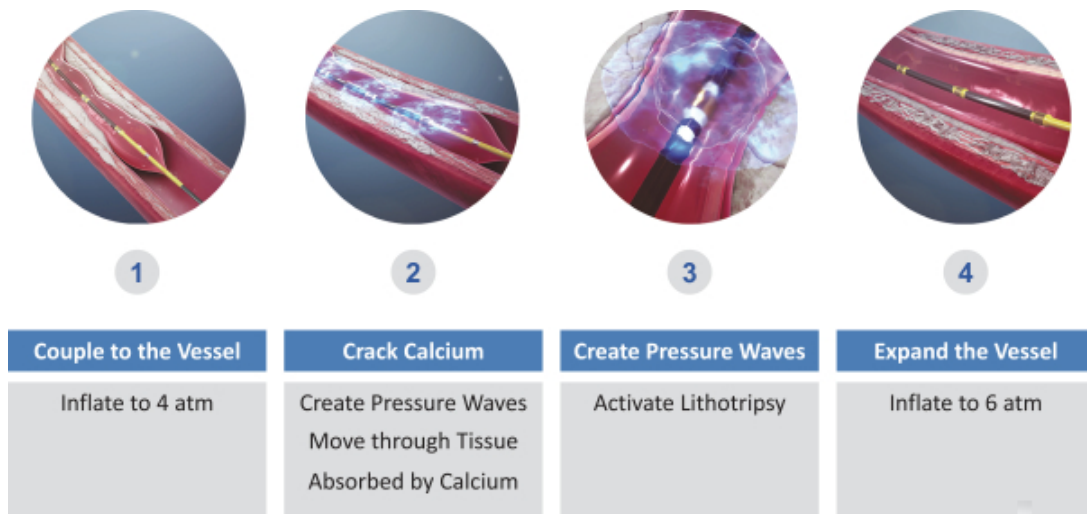 1
2
3
4
Couple to the Vessel
Inflate to 4 atm
Crack Calcium
Create Pressure Waves
Move through Tissue
Absorbed by Calcium
Create Pressure Waves
Activate Lithotripsy
Expand the Vessel
Inflate to 6 atm